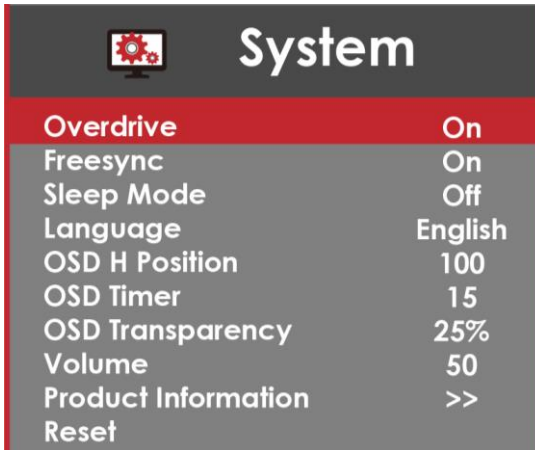 System
Overdrive On
Freesync On
Sleep Mode Off
Language English
OSD H Position 100
OSD Timer 15
OSD Transparency 25%
Volume 50
Product Information >>
Reset